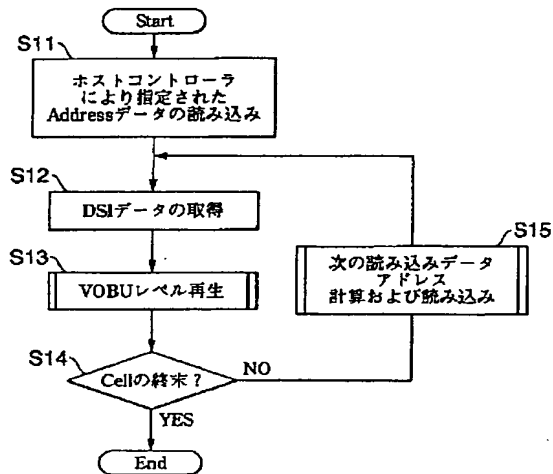 Start
S11
ホストコントローラ
により指定された
Addressデータの読み込み
S12
DSIデータの取得
S13
VOBUレベル再生
S15
次の読み込みデータ
アドレス
計算および読み込み
S14
Cellの終末?
NO
YES
End